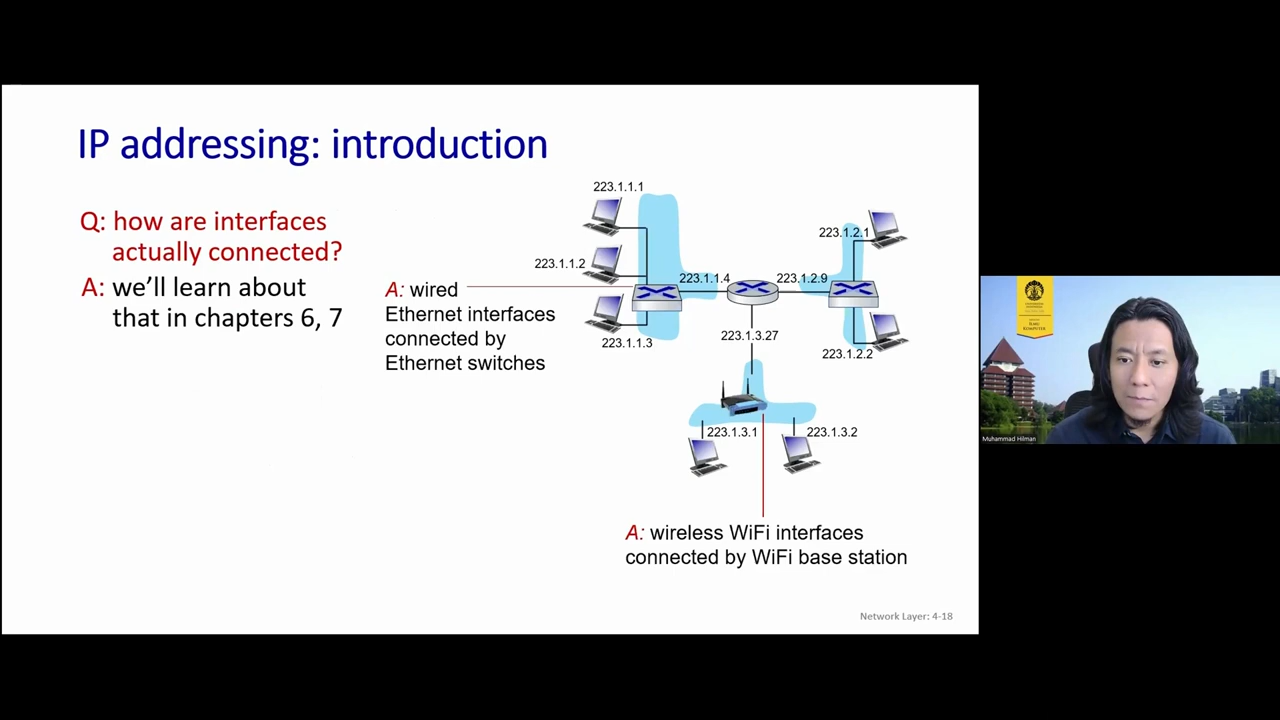 IP addressing: introduction
Q: how are interfaces
actually connected?
A: we'll learn about
that in chapters 6, 7
A: wired
Ethernet interfaces
connected by
Ethernet switches
223.1.1.1
223.1.1.2
223.1.1.3
223.1.1.4
223.1.2.9
223.1.2.1
223.1.2.2
223.1.3.27
223.1.3.1
223.1.3.2
A: wireless WiFi interfaces
connected by WiFi base station
Network Layer: 4-18
ILMU
KOMPUTER
Muhammad Hilman